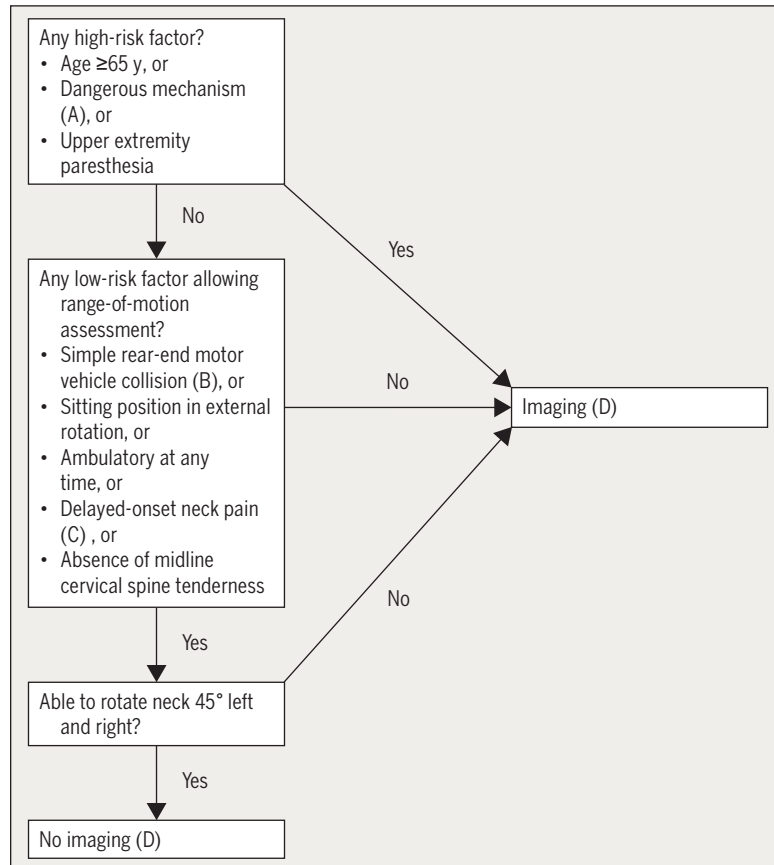 Any high-risk factor?
• Age ≥65 y, or
• Dangerous mechanism
(A), or
• Upper extremity
paresthesia
No
Yes
Any low-risk factor allowing
range-of-motion
assessment?
• Simple rear-end motor
vehicle collision (B), or
• Sitting position in external
rotation, or
• Ambulatory at any
time, or
• Delayed-onset neck pain
(C) , or
• Absence of midline
cervical spine tenderness
No
Imaging (D)
No
Yes
Able to rotate neck 45° left
and right?
Yes
No imaging (D)